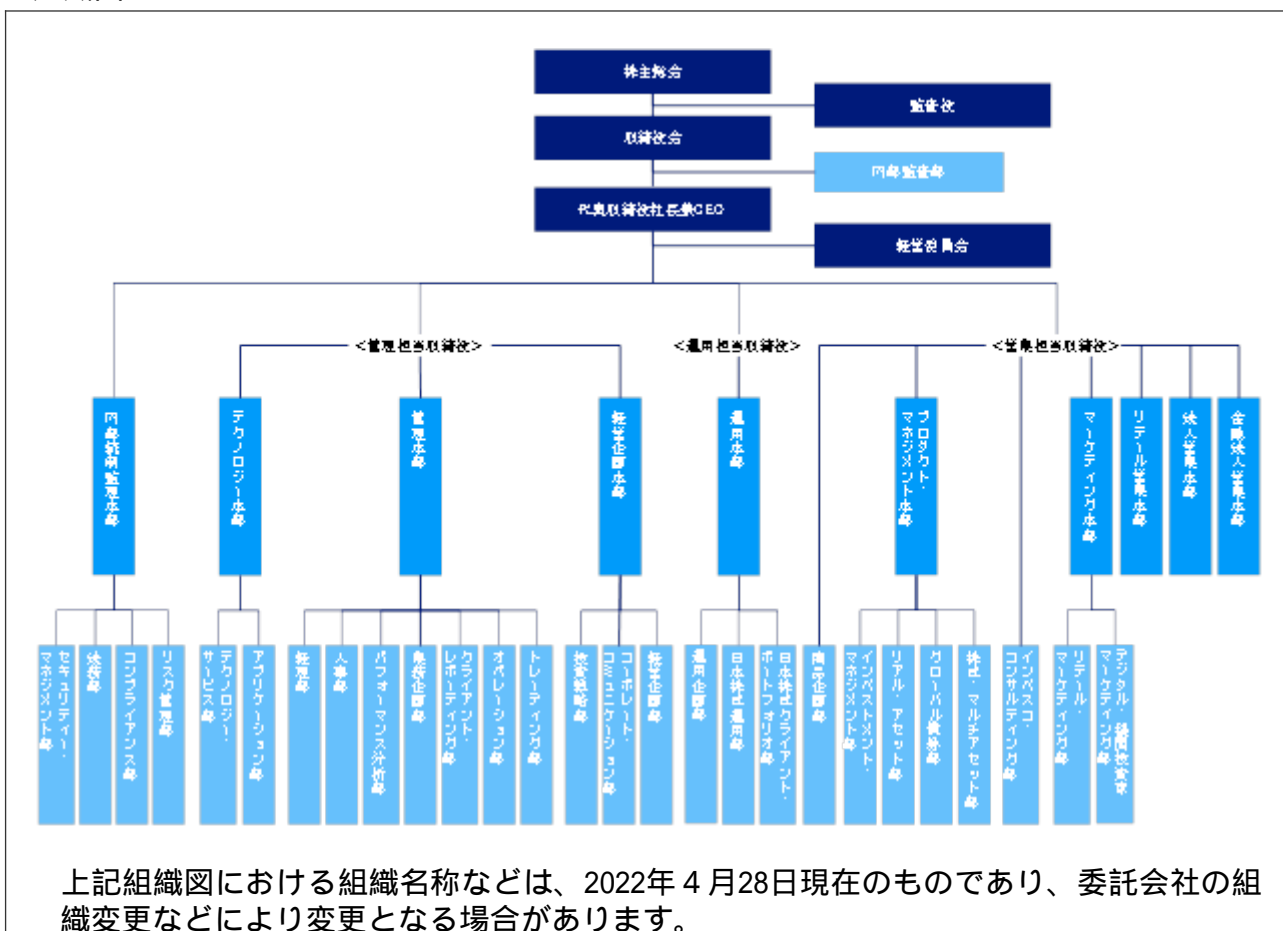 株主総会
監査役
取締役会
内部監査部
代表取締役社長兼CEO
経営委員会
<管理担当取締役>
<運用担当取締役>
<営業担当取締役>
内部統制監理本部
テクノロジー本部
管理本部
経営企画本部
運用本部
プロダクト・
マネジメント本部
マーケティング本部
リテール営業本部
法人営業本部
金融法人営業本部
セキュリティー・
マネジメント部
法務部
コンプライアンス部
リスク管理部
テクノロジー・
サービス部
アプリケーション部
経理部
人事部
パフォーマンス分析部
業務企画部
クライアント・
レポーティング部
オペレーション部
トレーディング部
投資戦略部
コーポレート・
コミュニケーション部
経営企画部
運用企画部
日本株式運用部
日本株式クライアント・
ポートフォリオ部
商品企画部
インベストメント・
マネジメント部
リアル・アセット部
グローバル債券部
株式・マルチアセット部
インベスコ・
コンサルティング部
リテール・
マーケティング部
デジタル・機関投資家
マーケティング部
上記組織図における組織名称などは、2022年4月28日現在のものであり、委託会社の組
織変更などにより変更となる場合があります。